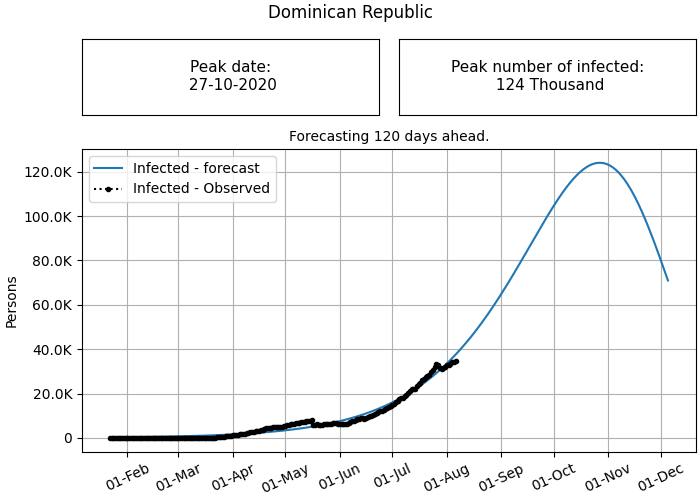 Dominican Republic
Peak date:
27-10-2020
Peak number of infected:
124 Thousand
Forecasting 120 days ahead.
Infected - forecast
Infected - Observed
Persons
120.0K
100.0K
80.0K
60.0K
40.0K
20.0K
0
01-Feb
01-Mar
01-Apr
01-May
01-Jun
01-Jul
01-Aug
01-Sep
01-Oct
01-Nov
01-Dec